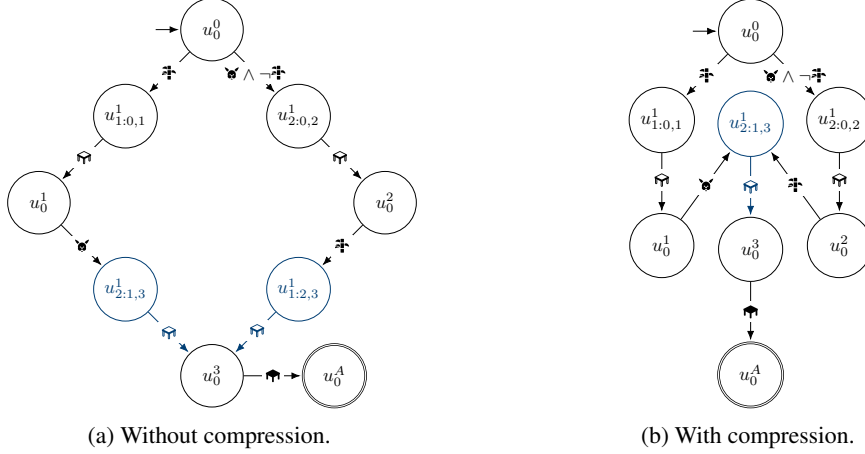 u_0^0
∧ ¬
u_{1:0,1}^1
u_{2:0,2}^1
u_0^1
u_0^2
u_{2:1,3}^1
u_{1:2,3}^1
u_0^3
u_0^A
(a) Without compression.
u_0^0
∧ ¬
u_{1:0,1}^1
u_{2:1,3}^1
u_{2:0,2}^1
u_0^1
u_0^3
u_0^2
u_0^A
(b) With compression.